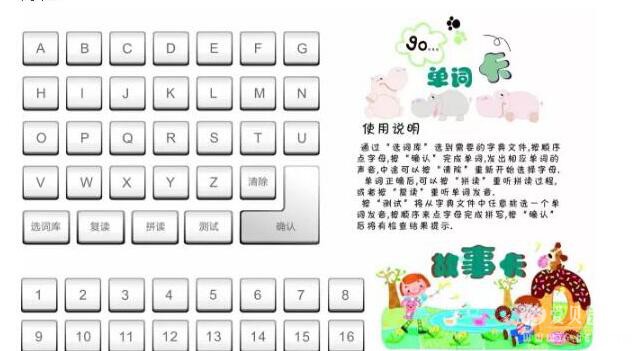 A B C D E F G
go...
单词卡
H I J K L M N
使用说明
O P Q R S T U
通过“选词库”选到需要的字典文件,按顺序
点字母,按“确认”完成单词,发出相应单词的
声音,中途可以按“清除”重新开始选择字母.
单词正确后,可以按“拼读”重听拼读过程,
或者按“复读”重听单词发音.
按“测试”将从字典文件中任意挑选一个单
词发音,按顺序来点字母完成拼写,按“确认”
后将有检查结果提示.
V W X Y Z 清除
选词库 复读 拼读 测试 确认
故事卡
1 2 3 4 5 6 7 8
9 10 11 12 13 14 15 16